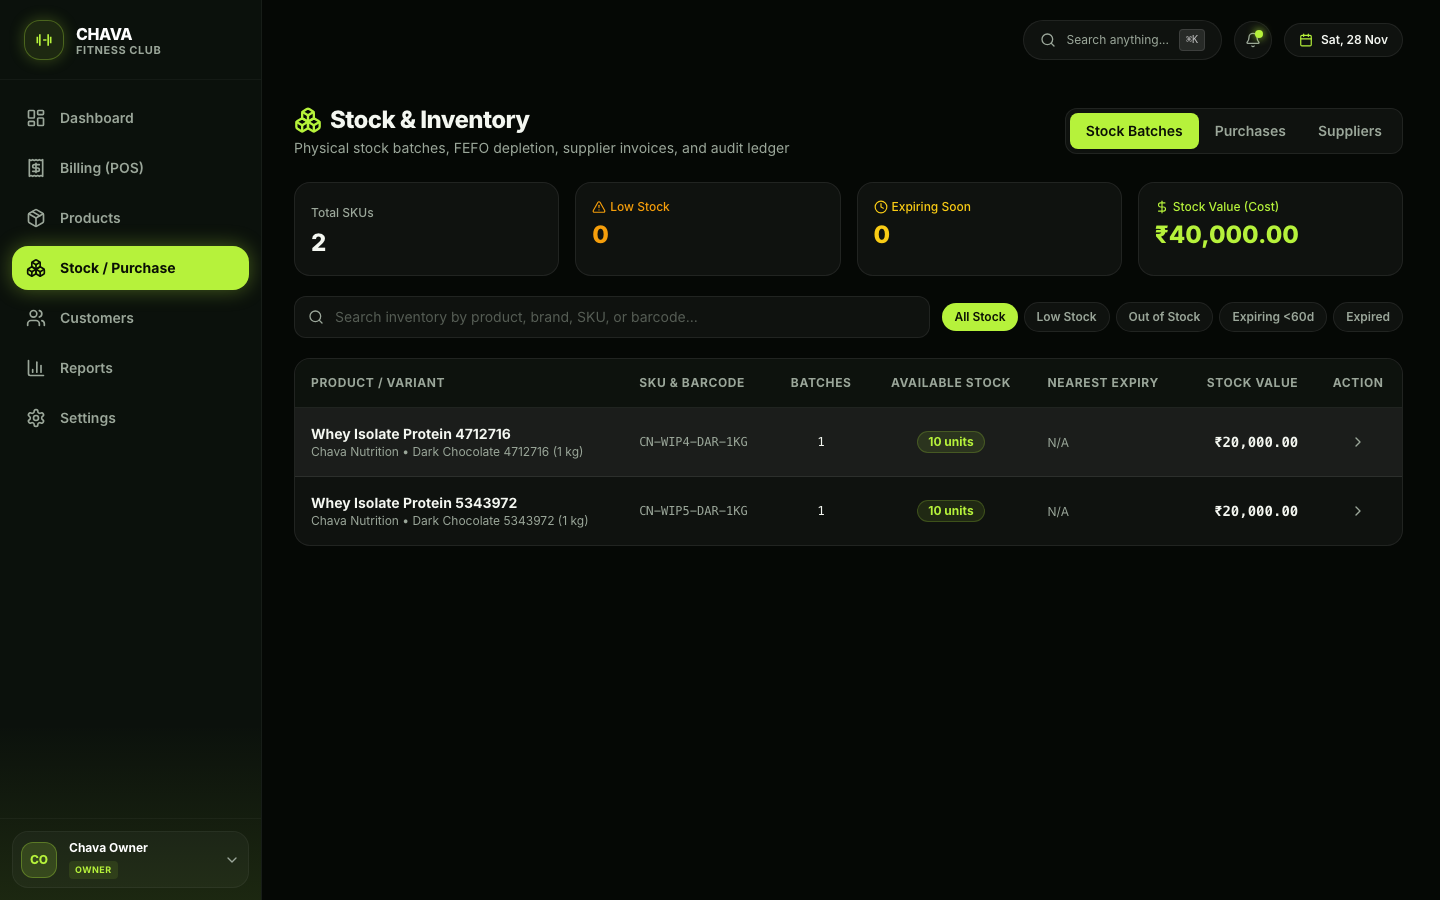 CHAVA
FITNESS CLUB
Search anything...
⌘K
Sat, 28 Nov
Dashboard
Billing (POS)
Products
Stock / Purchase
Customers
Reports
Settings
Stock & Inventory
Physical stock batches, FEFO depletion, supplier invoices, and audit ledger
Stock Batches
Purchases
Suppliers
Total SKUs
2
Low Stock
0
Expiring Soon
0
Stock Value (Cost)
₹40,000.00
Search inventory by product, brand, SKU, or barcode...
All Stock
Low Stock
Out of Stock
Expiring <60d
Expired
PRODUCT / VARIANT SKU & BARCODE BATCHES AVAILABLE STOCK NEAREST EXPIRY STOCK VALUE ACTION
Whey Isolate Protein 4712716
Chava Nutrition • Dark Chocolate 4712716 (1 kg)
CN-WIP4-DAR-1KG 1 10 units N/A ₹20,000.00
Whey Isolate Protein 5343972
Chava Nutrition • Dark Chocolate 5343972 (1 kg)
CN-WIP5-DAR-1KG 1 10 units N/A ₹20,000.00
CO
Chava Owner
OWNER